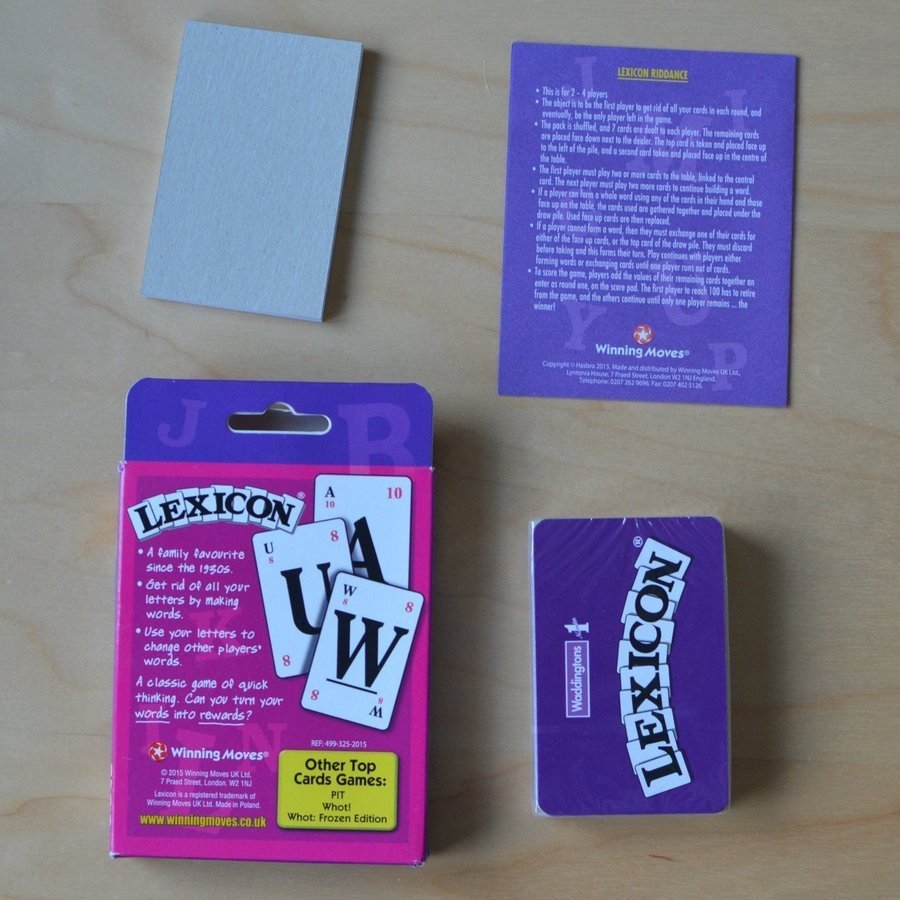 LEXICON RIDDANCE
• This is for 2 – 4 players
• The object is to be the first player to get rid of all your cards in each round, and
eventually, be the only player left in the game.
• The pack is shuffled, and 7 cards are dealt to each player. The remaining cards
are placed face down next to the dealer. The top card is taken and placed face up
to the left of the pile, and a second card taken and placed face up in the centre of
the table.
• The first player must play two or more cards to the table, linked to the central
card. The next player must play two more cards to continue building a word.
• If a player can form a whole word using any of the cards in their hand and those
face up on the table, the cards used are gathered together and placed under the
draw pile. Used face up cards are then replaced.
• If a player cannot form a word, then they must exchange one of their cards for
either of the face up cards, or the top card of the draw pile. They must discard
before taking and this forms their turn. Play continues with players either
forming words or exchanging cards until one player runs out of cards.
• To score the game, players add the values of their remaining cards together an
enter as round one, on the score pad. The first player to reach 100 has to retire
from the game, and the others continue until only one player remains ... the
winner!
Winning Moves®
Copyright © Hasbro 2015. Made and distributed by Winning Moves UK Ltd.,
Lyntonia House, 7 Praed Street, London W2 1NJ England.
Telephone: 0207 262 9696. Fax: 0207 402 5126.
J B
LEXICON®
• A family favourite
since the 1930s.
• Get rid of all your
letters by making
words.
• Use your letters to
change other players'
words.
A classic game of quick
thinking. Can you turn your
words into rewards?
A 10
10
A
U 8
8
U
8
W 8
8
W
8 8
W
Winning Moves®
© 2015 Winning Moves UK Ltd,
7 Praed Street, London. W2 1NJ
Lexicon is a registered trademark of
Winning Moves UK Ltd. Made in Poland.
www.winningmoves.co.uk
REF: 499-325-2015
Other Top
Cards Games:
PIT
Whot!
Whot: Frozen Edition
Waddingtons
Number 1
LEXICON®